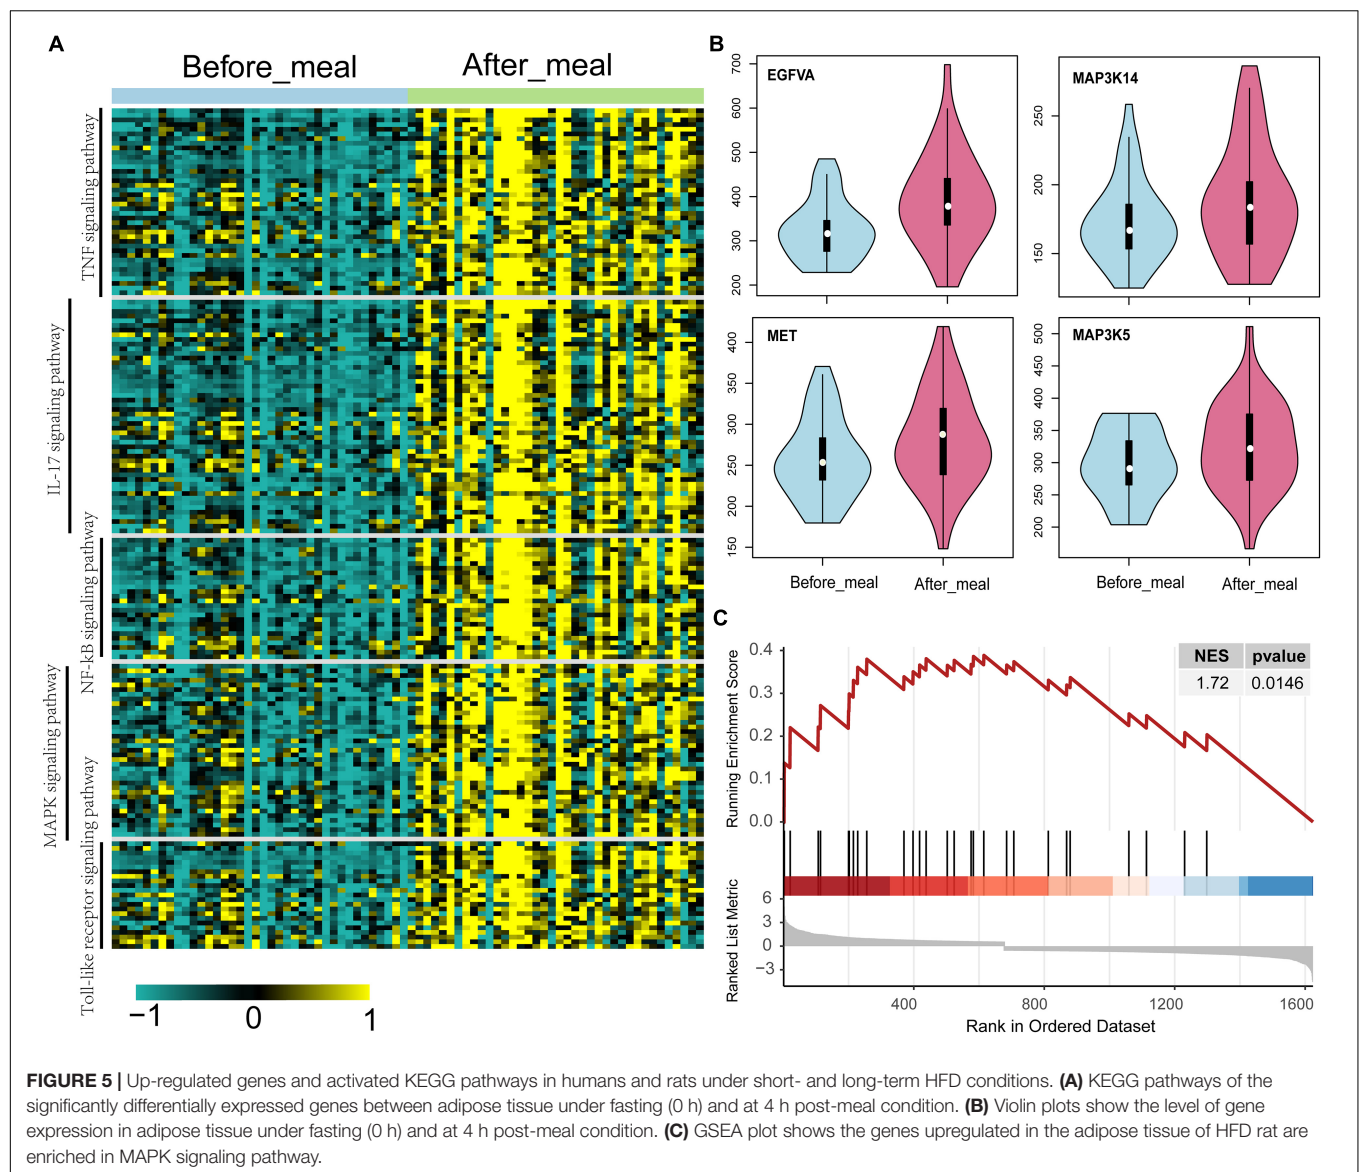 A
Before_meal
After_meal
TNF signaling pathway
IL-17 signaling pathway
NF-kB signaling pathway
MAPK signaling pathway
Toll-like receptor signaling pathway
−1
0
1
B
EGFVA
700
600
500
400
300
200
MAP3K14
250
200
150
MET
400
350
300
250
200
150
Before_meal
After_meal
MAP3K5
500
450
400
350
300
250
200
Before_meal
After_meal
C
Running Enrichment Score
0.4
0.3
0.2
0.1
0.0
NES pvalue
1.72 0.0146
Ranked List Metric
6
3
0
−3
400 800 1200 1600
Rank in Ordered Dataset
FIGURE 5 | Up-regulated genes and activated KEGG pathways in humans and rats under short- and long-term HFD conditions. (A) KEGG pathways of the
significantly differentially expressed genes between adipose tissue under fasting (0 h) and at 4 h post-meal condition. (B) Violin plots show the level of gene
expression in adipose tissue under fasting (0 h) and at 4 h post-meal condition. (C) GSEA plot shows the genes upregulated in the adipose tissue of HFD rat are
enriched in MAPK signaling pathway.